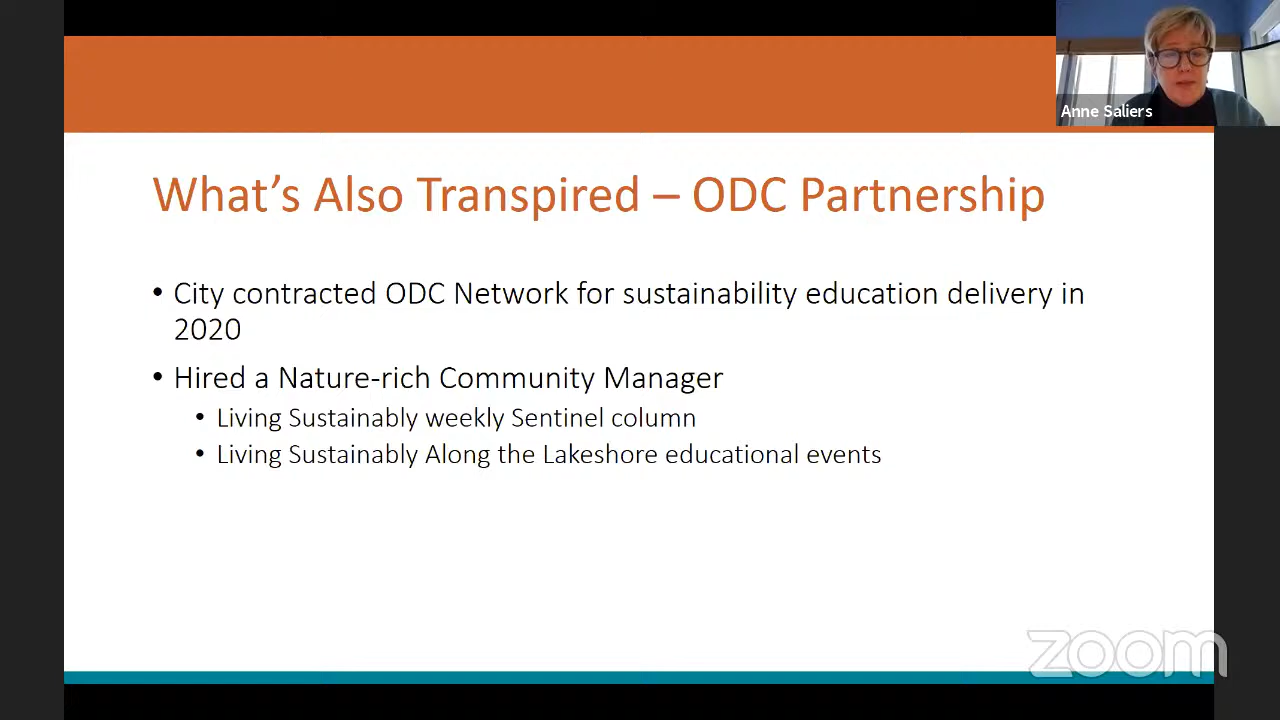 Anne Saliers
What's Also Transpired – ODC Partnership
• City contracted ODC Network for sustainability education delivery in
2020
• Hired a Nature-rich Community Manager
• Living Sustainably weekly Sentinel column
• Living Sustainably Along the Lakeshore educational events
zoom